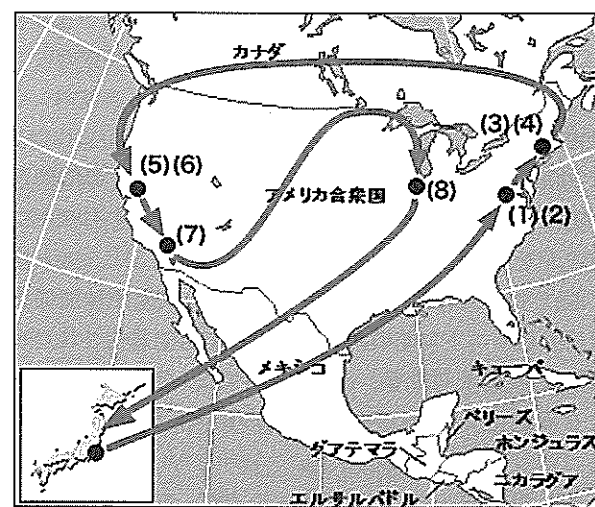 カナダ
(3)(4)
(5)(6)
アメリカ合衆国
(8)
(1)(2)
(7)
メキシコ
キューバ
ベリーズ
グアテマラ
ホンジュラス
ニカラグア
エルサルバドル